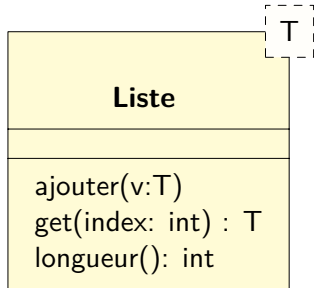 T
Liste
ajouter(v:T)
get(index: int) : T
longueur(): int